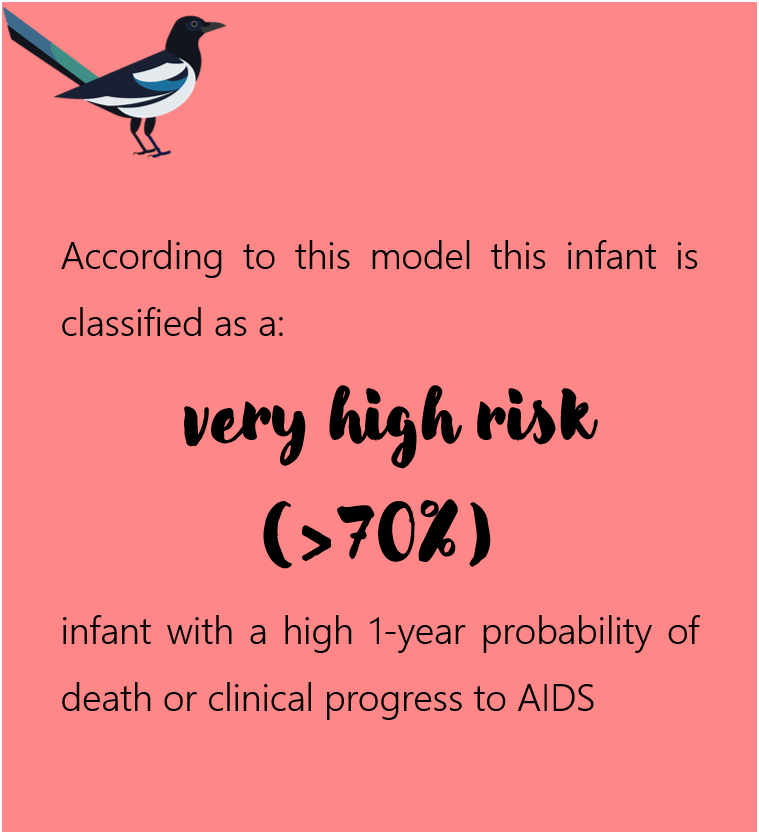 According to this model this infant is
classified as a:
very high risk
(>70%)
infant with a high 1-year probability of
death or clinical progress to AIDS